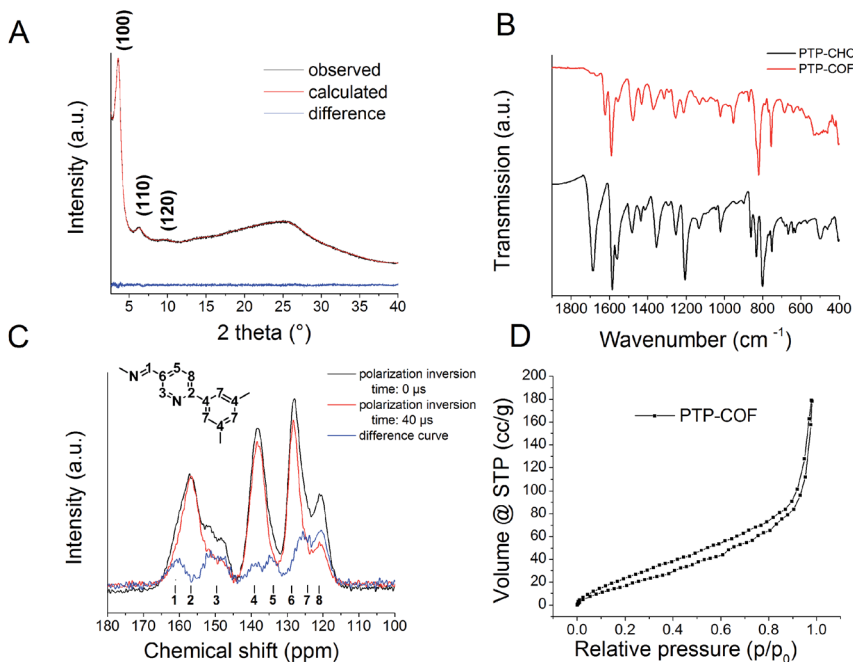 A
(100)
(110)
(120)
observed
calculated
difference
Intensity (a.u.)
5 10 15 20 25 30 35 40
2 theta (°)
B
PTP-CHO
PTP-COF
Transmission (a.u.)
1800 1600 1400 1200 1000 800 600 400
Wavenumber (cm -1)
C
N 1 6 5 8
3 N 2 4 7 4
7 4 7
polarization inversion
time: 0 µs
polarization inversion
time: 40 µs
difference curve
Intensity (a.u.)
1 2 3 4 5 6 7 8
180 170 160 150 140 130 120 110 100
Chemical shift (ppm)
D
PTP-COF
Volume @ STP (cc/g)
200
180
160
140
120
100
80
60
40
20
0
0.0 0.2 0.4 0.6 0.8 1.0
Relative pressure (p/p0)